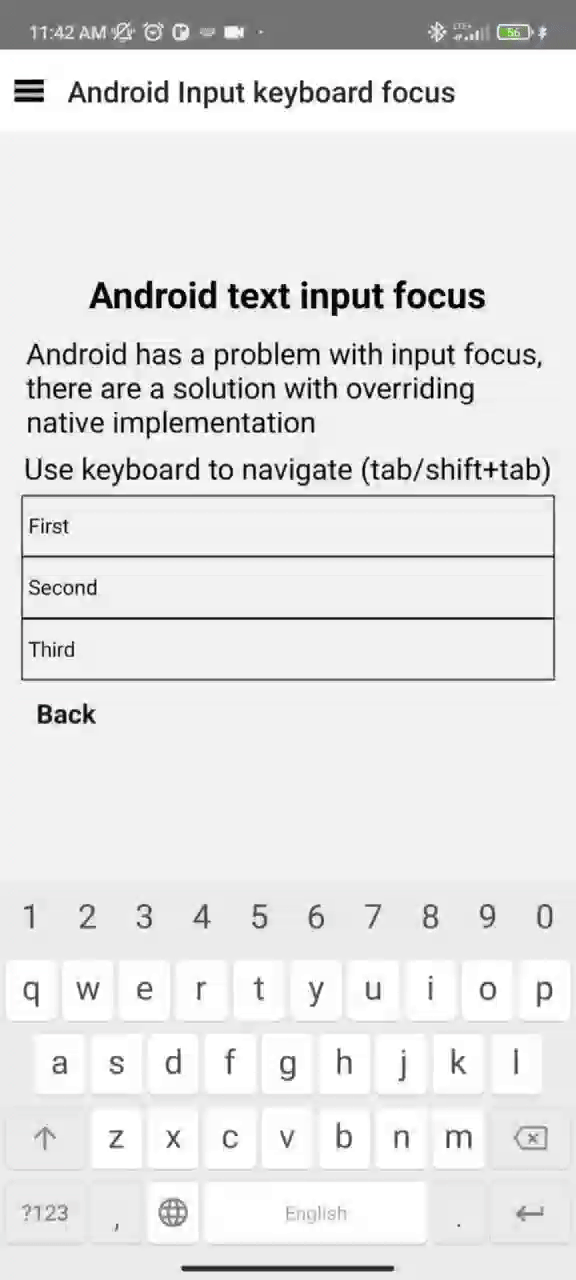 11:42 AM
56
Android Input keyboard focus
Android text input focus
Android has a problem with input focus,
there are a solution with overriding
native implementation
Use keyboard to navigate (tab/shift+tab)
First
Second
Third
Back
1 2 3 4 5 6 7 8 9 0
q w e r t y u i o p
a s d f g h j k l
z x c v b n m
?123 , English .